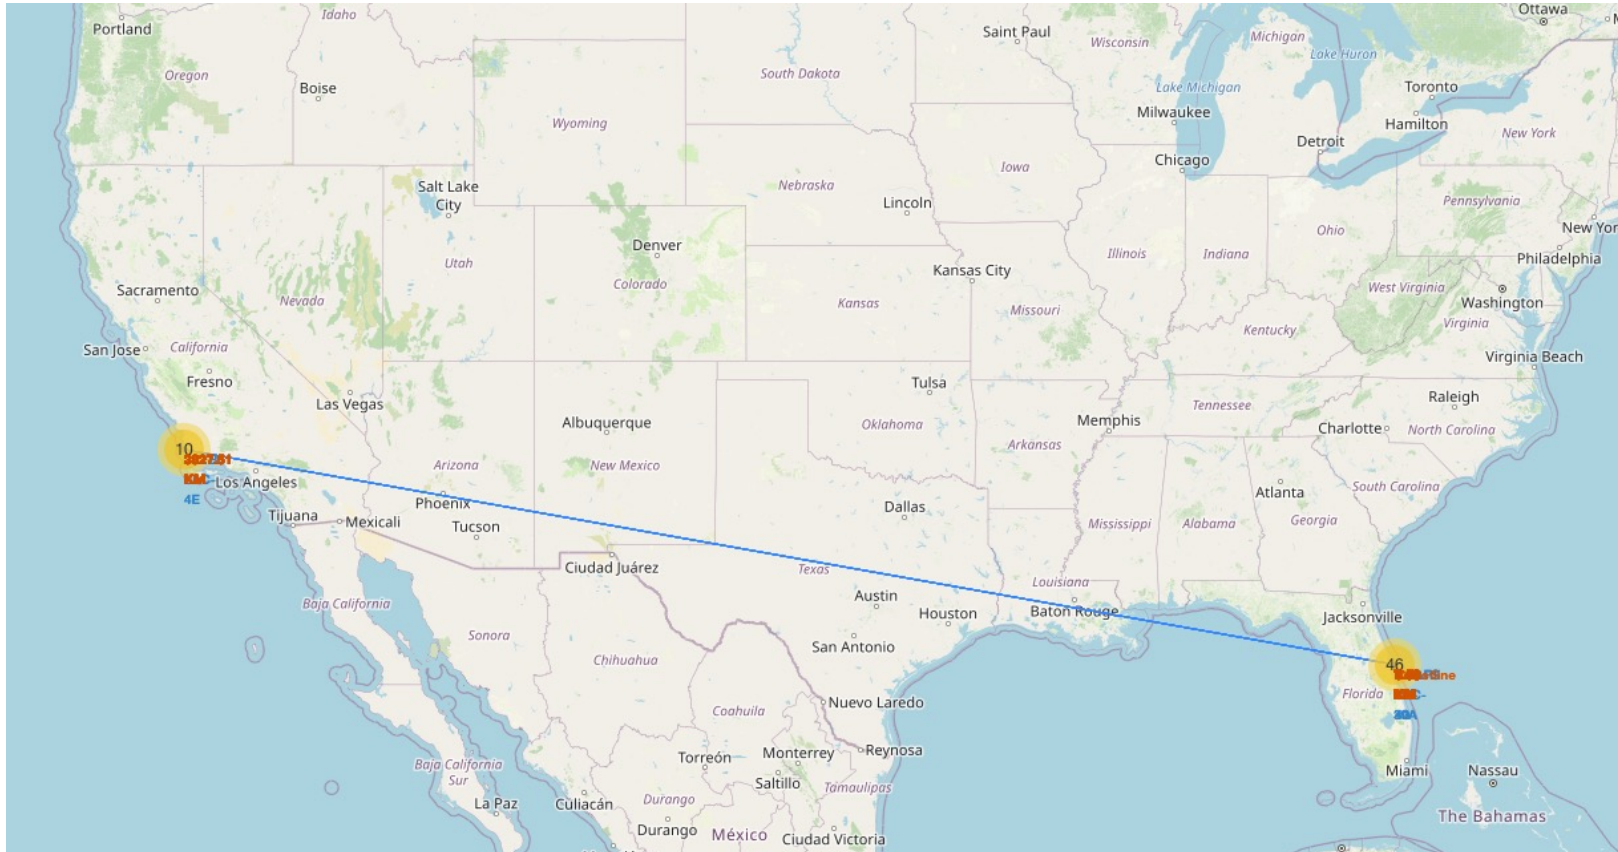 Ottawa
Portland
Idaho
Saint Paul
Wisconsin
Michigan
Lake Huron
Oregon
Boise
South Dakota
Lake Michigan
Toronto
Wyoming
Milwaukee
Hamilton
New York
Detroit
Chicago
Iowa
Salt Lake
City
Nebraska
Lincoln
Pennsylvania
New Yor
Denver
Ohio
Utah
Illinois
Indiana
Philadelphia
Kansas City
Sacramento
Nevada
Colorado
Kansas
Missouri
West Virginia
Washington
Kentucky
Virginia
San Jose
California
Virginia Beach
Fresno
Tulsa
Las Vegas
Tennessee
Raleigh
Albuquerque
Oklahoma
Memphis
Charlotte
North Carolina
10
Arizona
New Mexico
Arkansas
KM
Los Angeles
4E
Phoenix
Atlanta
South Carolina
Dallas
Tijuana
Mexicali
Tucson
Mississippi
Alabama
Georgia
Ciudad Juárez
Texas
Louisiana
Austin
Baja California
Houston
Baton Rouge
Jacksonville
Sonora
San Antonio
Chihuahua
46
Florida
Nuevo Laredo
Coahuila
Reynosa
Torreón
Monterrey
Baja California
Sur
Saltillo
Tamaulipas
Miami
Nassau
La Paz
Culiacán
Durango
Durango
México
Ciudad Victoria
The Bahamas